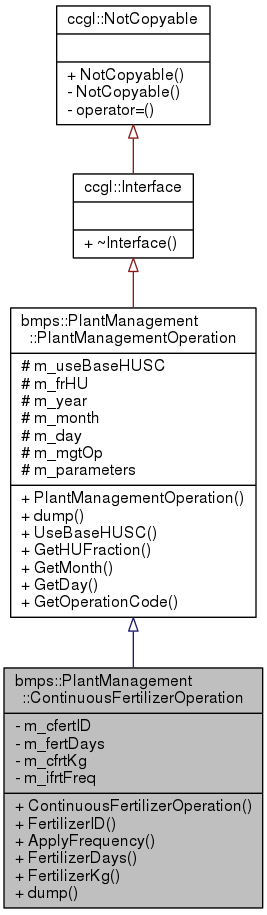 ccgl::NotCopyable
+ NotCopyable()
- NotCopyable()
- operator=()
ccgl::Interface
+ ~Interface()
bmps::PlantManagement
::PlantManagementOperation
# m_useBaseHUSC
# m_frHU
# m_year
# m_month
# m_day
# m_mgtOp
# m_parameters
+ PlantManagementOperation()
+ dump()
+ UseBaseHUSC()
+ GetHUFraction()
+ GetMonth()
+ GetDay()
+ GetOperationCode()
bmps::PlantManagement
::ContinuousFertilizerOperation
- m_cfertID
- m_fertDays
- m_cfrtKg
- m_ifrtFreq
+ ContinuousFertilizerOperation()
+ FertilizerID()
+ ApplyFrequency()
+ FertilizerDays()
+ FertilizerKg()
+ dump()